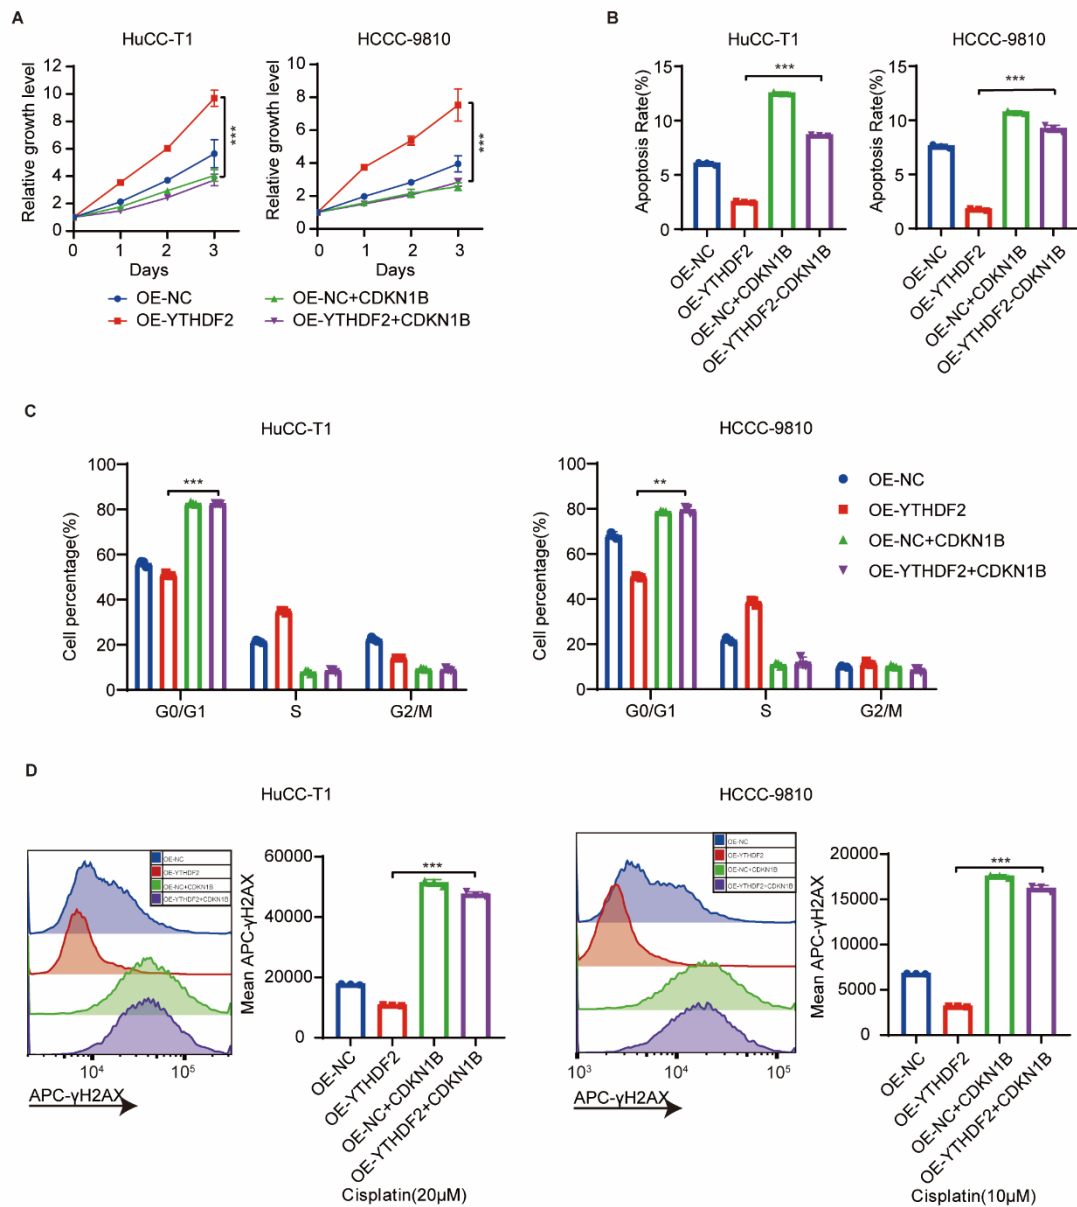 A
HuCC-T1
HCCC-9810
Relative growth level
12
10
8
6
4
2
0
0
1
2
3
Days
Relative growth level
10
8
6
4
2
0
0
1
2
3
Days
***
***
OE-NC
OE-NC+CDKN1B
OE-YTHDF2
OE-YTHDF2+CDKN1B
B
HuCC-T1
HCCC-9810
Apoptosis Rate(%)
15
10
5
0
***
OE-NC
OE-YTHDF2
OE-NC+CDKN1B
OE-YTHDF2-CDKN1B
Apoptosis Rate(%)
15
10
5
0
***
OE-NC
OE-YTHDF2
OE-NC+CDKN1B
OE-YTHDF2-CDKN1B
C
HuCC-T1
HCCC-9810
Cell percentage(%)
100
80
60
40
20
0
***
G0/G1
S
G2/M
Cell percentage(%)
100
80
60
40
20
0
**
G0/G1
S
G2/M
OE-NC
OE-YTHDF2
OE-NC+CDKN1B
OE-YTHDF2+CDKN1B
D
HuCC-T1
HCCC-9810
OE-NC
OE-YTHDF2
OE-NC+CDKN1B
OE-YTHDF2+CDKN1B
10⁴
10⁵
APC-γH2AX
Mean APC-γH2AX
60000
40000
20000
0
***
OE-NC
OE-YTHDF2
OE-NC+CDKN1B
OE-YTHDF2+CDKN1B
Cisplatin(20μM)
OE-NC
OE-YTHDF2
OE-NC+CDKN1B
OE-YTHDF2+CDKN1B
10³
10⁴
10⁵
APC-γH2AX
Mean APC-γH2AX
20000
15000
10000
5000
0
***
OE-NC
OE-YTHDF2
OE-NC+CDKN1B
OE-YTHDF2+CDKN1B
Cisplatin(10μM)